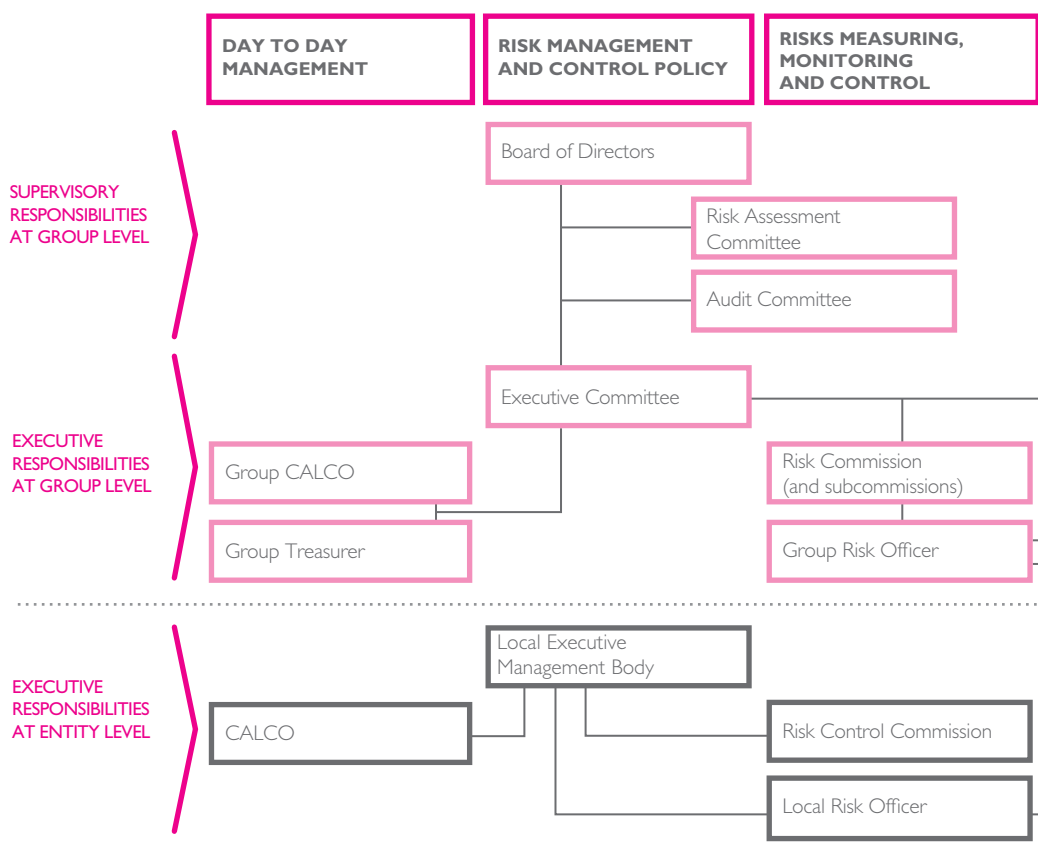 DAY TO DAY
MANAGEMENT
RISK MANAGEMENT
AND CONTROL POLICY
RISKS MEASURING,
MONITORING
AND CONTROL
SUPERVISORY
RESPONSIBILITIES
AT GROUP LEVEL
Board of Directors
Risk Assessment
Committee
Audit Committee
EXECUTIVE
RESPONSIBILITIES
AT GROUP LEVEL
Executive Committee
Group CALCO
Risk Commission
(and subcommissions)
Group Treasurer
Group Risk Officer
EXECUTIVE
RESPONSIBILITIES
AT ENTITY LEVEL
Local Executive
Management Body
CALCO
Risk Control Commission
Local Risk Officer